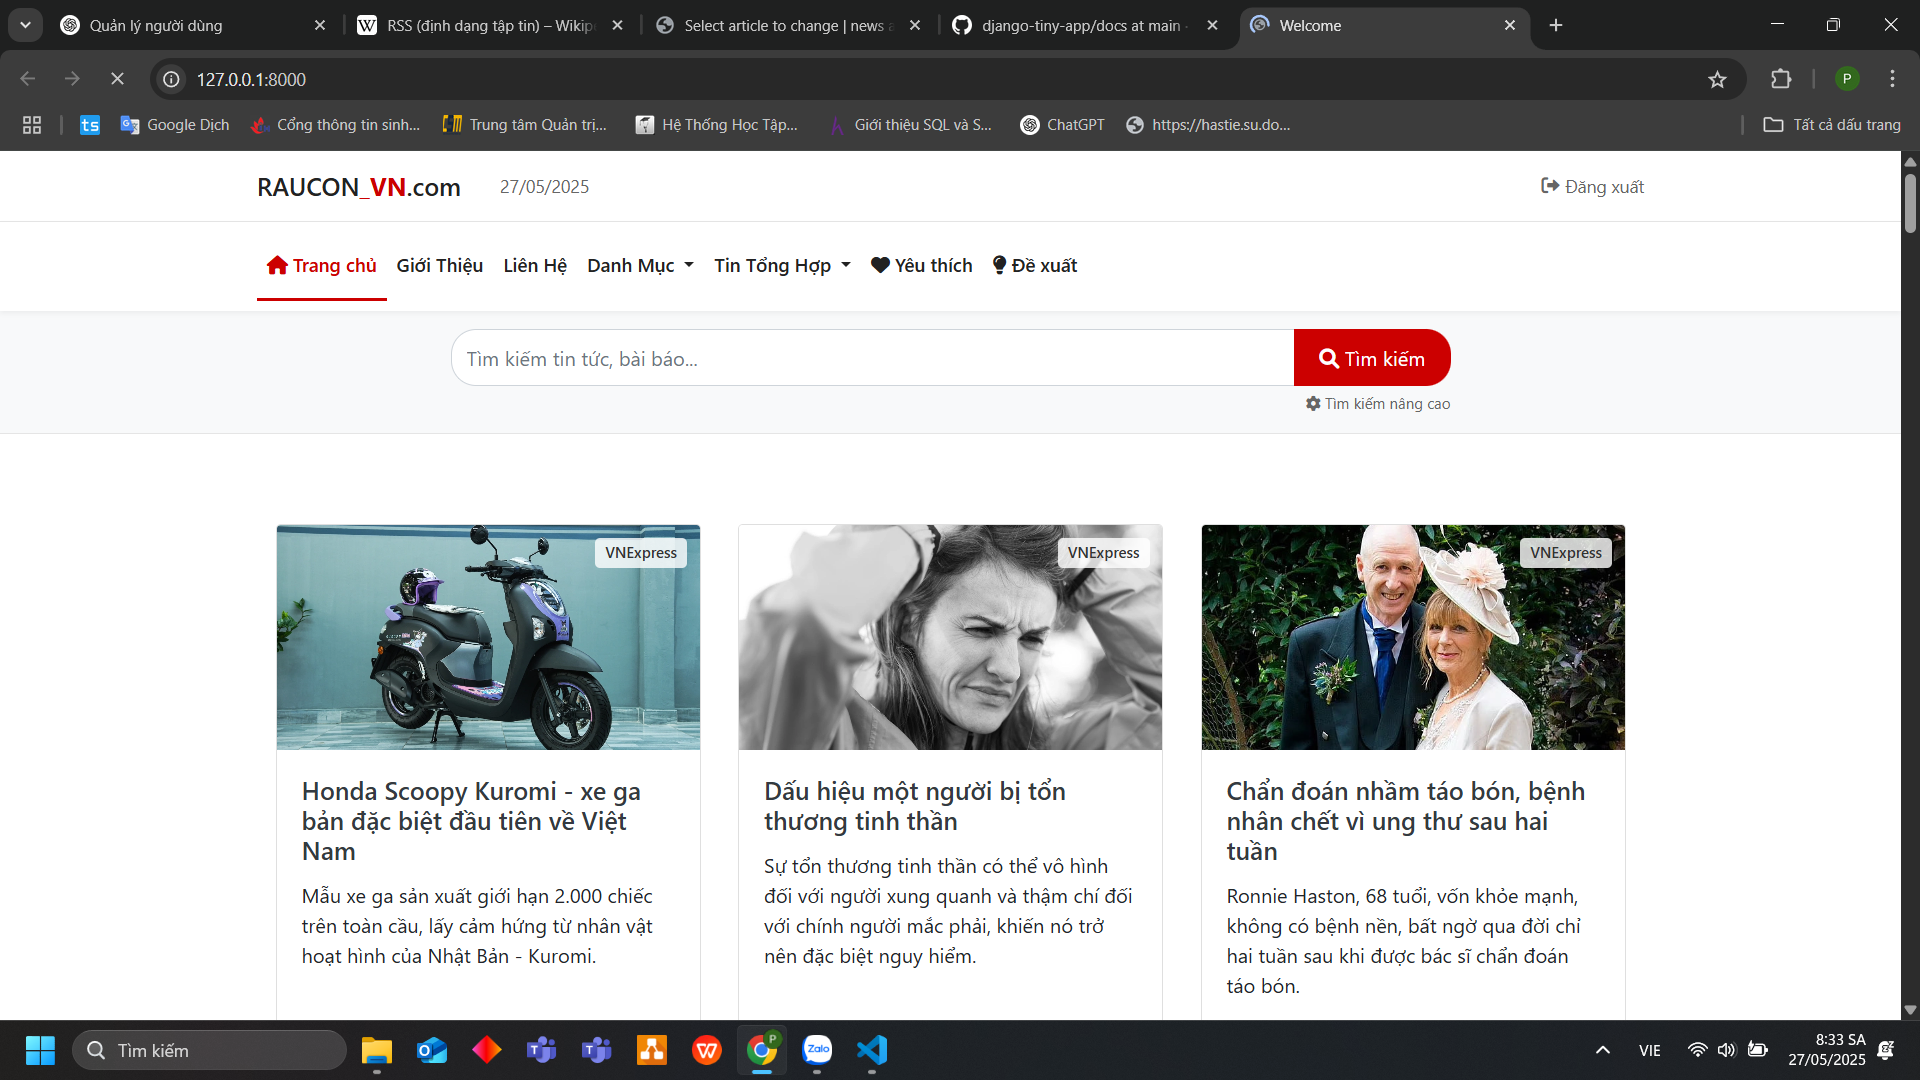 Quản lý người dùng
RSS (định dạng tập tin) – Wikip
Select article to change | news a
django-tiny-app/docs at main
Welcome
127.0.0.1:8000
P
ts
Google Dịch
Cổng thông tin sinh...
Trung tâm Quản trị...
Hệ Thống Học Tập...
Giới thiệu SQL và S...
ChatGPT
https://hastie.su.do...
Tất cả dấu trang
RAUCON_VN.com
27/05/2025
Đăng xuất
Trang chủ
Giới Thiệu
Liên Hệ
Danh Mục
Tin Tổng Hợp
Yêu thích
Đề xuất
Tìm kiếm tin tức, bài báo...
Tìm kiếm
Tìm kiếm nâng cao
VNExpress
VNExpress
VNExpress
Honda Scoopy Kuromi - xe ga
bản đặc biệt đầu tiên về Việt
Nam
Mẫu xe ga sản xuất giới hạn 2.000 chiếc
trên toàn cầu, lấy cảm hứng từ nhân vật
hoạt hình của Nhật Bản - Kuromi.
Dấu hiệu một người bị tổn
thương tinh thần
Sự tổn thương tinh thần có thể vô hình
đối với người xung quanh và thậm chí đối
với chính người mắc phải, khiến nó trở
nên đặc biệt nguy hiểm.
Chẩn đoán nhầm táo bón, bệnh
nhân chết vì ung thư sau hai
tuần
Ronnie Haston, 68 tuổi, vốn khỏe mạnh,
không có bệnh nền, bất ngờ qua đời chỉ
hai tuần sau khi được bác sĩ chẩn đoán
táo bón.
Tìm kiếm
Zalo
VIE
8:33 SA
27/05/2025